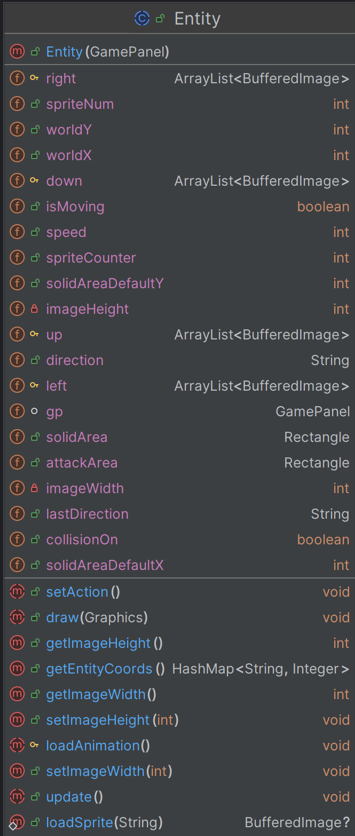 Entity
Entity(GamePanel)
right ArrayList<BufferedImage>
spriteNum int
worldY int
worldX int
down ArrayList<BufferedImage>
isMoving boolean
speed int
spriteCounter int
solidAreaDefaultY int
imageHeight int
up ArrayList<BufferedImage>
direction String
left ArrayList<BufferedImage>
gp GamePanel
solidArea Rectangle
attackArea Rectangle
imageWidth int
lastDirection String
collisionOn boolean
solidAreaDefaultX int
setAction() void
draw(Graphics) void
getImageHeight() int
getEntityCoords() HashMap<String, Integer>
getImageWidth() int
setImageHeight(int) void
loadAnimation() void
setImageWidth(int) void
update() void
loadSprite(String) BufferedImage?